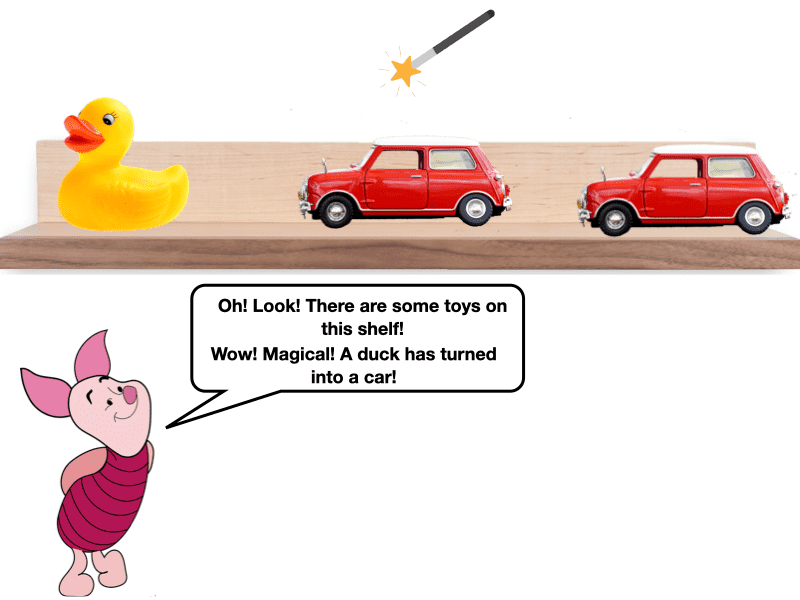 Oh! Look! There are some toys on
this shelf!
Wow! Magical! A duck has turned
into a car!